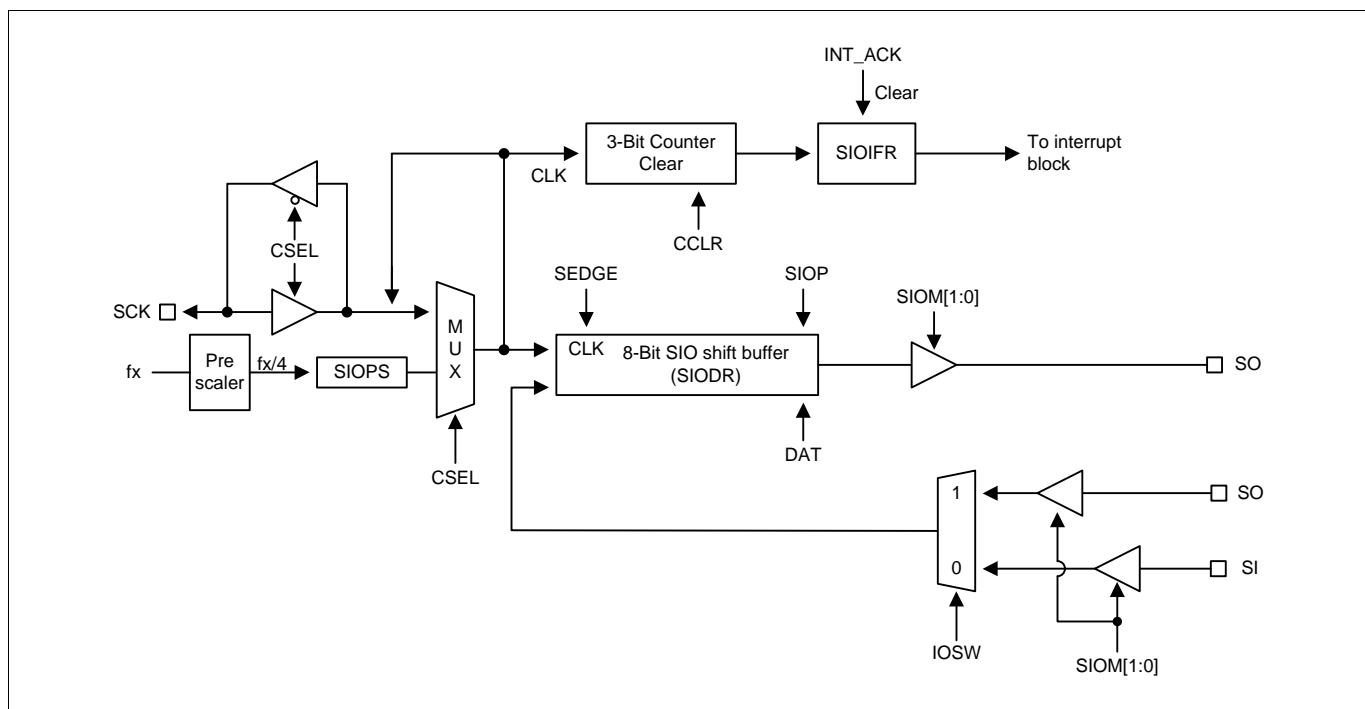 INT_ACK
Clear
3-Bit Counter
Clear
SIOIFR
To interrupt
block
CLK
CCLR
CSEL
SEDGE
SIOP
SIOM[1:0]
SCK
M
U
X
CLK
8-Bit SIO shift buffer
(SIODR)
SO
fx
Pre
scaler
fx/4
SIOPS
CSEL
DAT
1
SO
0
SI
IOSW
SIOM[1:0]